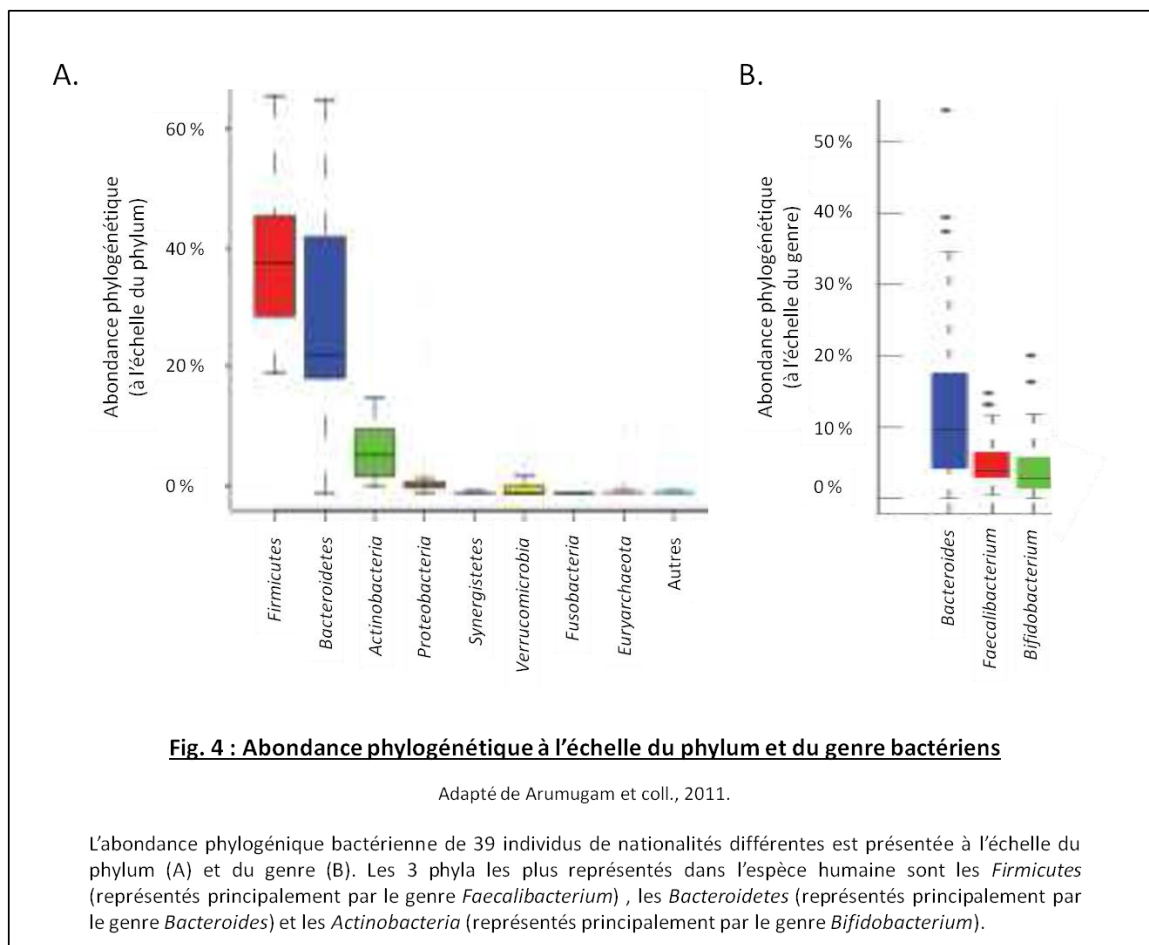 A.
B.
Abondance phylogénétique
(à l'échelle du phylum)
60 %
40 %
20 %
0 %
Firmicutes
Bacteroidetes
Actinobacteria
Proteobacteria
Synergistetes
Verrucomicrobia
Fusobacteria
Euryarchaeota
Autres
Abondance phylogénétique
(à l'échelle du genre)
50 %
40 %
30 %
20 %
10 %
0 %
Bacteroides
Faecalibacterium
Bifidobacterium
Fig. 4 : Abondance phylogénétique à l'échelle du phylum et du genre bactériens
Adapté de Arumugam et coll., 2011.
L'abondance phylogénique bactérienne de 39 individus de nationalités différentes est présentée à l'échelle du
phylum (A) et du genre (B). Les 3 phyla les plus représentés dans l'espèce humaine sont les Firmicutes
(représentés principalement par le genre Faecalibacterium) , les Bacteroidetes (représentés principalement par
le genre Bacteroides) et les Actinobacteria (représentés principalement par le genre Bifidobacterium).